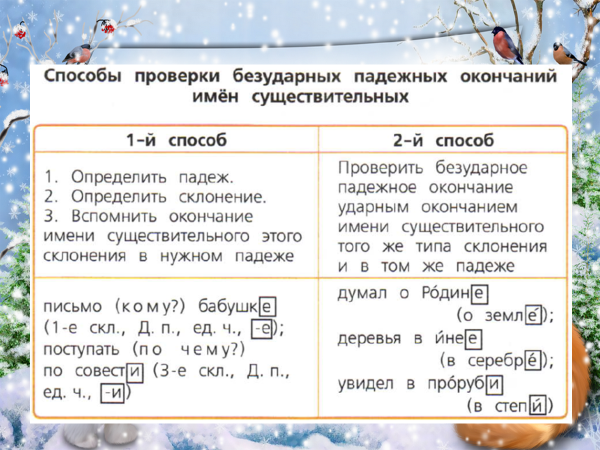 Способы проверки безударных падежных окончаний
имён существительных
1-й способ
1. Определить падеж.
2. Определить склонение.
3. Вспомнить окончание
имени существительного этого
склонения в нужном падеже
письмо (кому?) бабушке
(1-е скл., Д. п., ед. ч., -е);
поступать (по чему?)
по совести (3-е скл., Д. п.,
ед. ч., -и)
2-й способ
Проверить безударное
падежное окончание
ударным окончанием
имени существительного
того же типа склонения
и в том же падеже
думал о Ро́дине
(о земле́);
деревья в и́нее
(в серебре́);
увидел в про́руби
(в степи́)